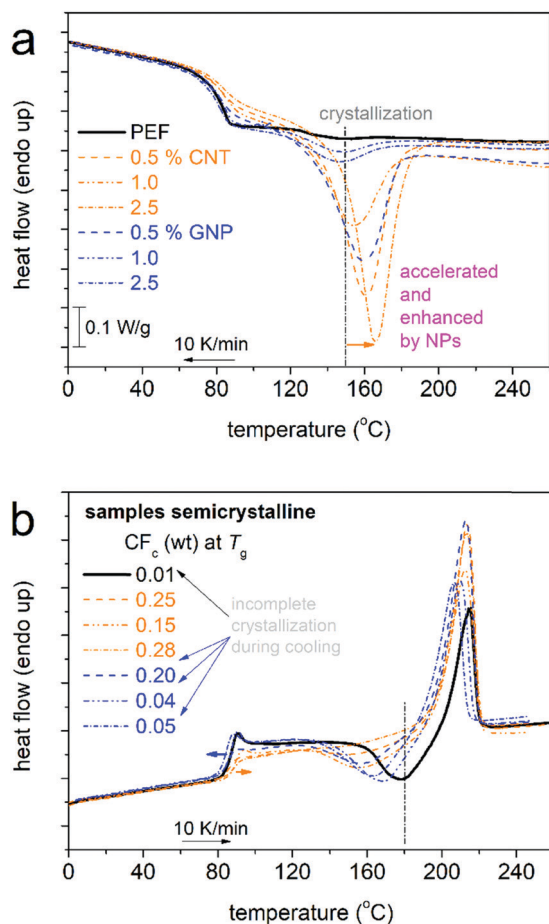 a
crystallization
PEF
0.5 % CNT
1.0
2.5
0.5 % GNP
1.0
2.5
accelerated
and
enhanced
by NPs
0.1 W/g
10 K/min
heat flow (endo up)
0 40 80 120 160 200 240
temperature (°C)
b
samples semicrystalline
CFc (wt) at Tg
0.01
0.25
0.15
0.28
0.20
0.04
0.05
incomplete
crystallization
during cooling
10 K/min
heat flow (endo up)
0 40 80 120 160 200 240
temperature (°C)